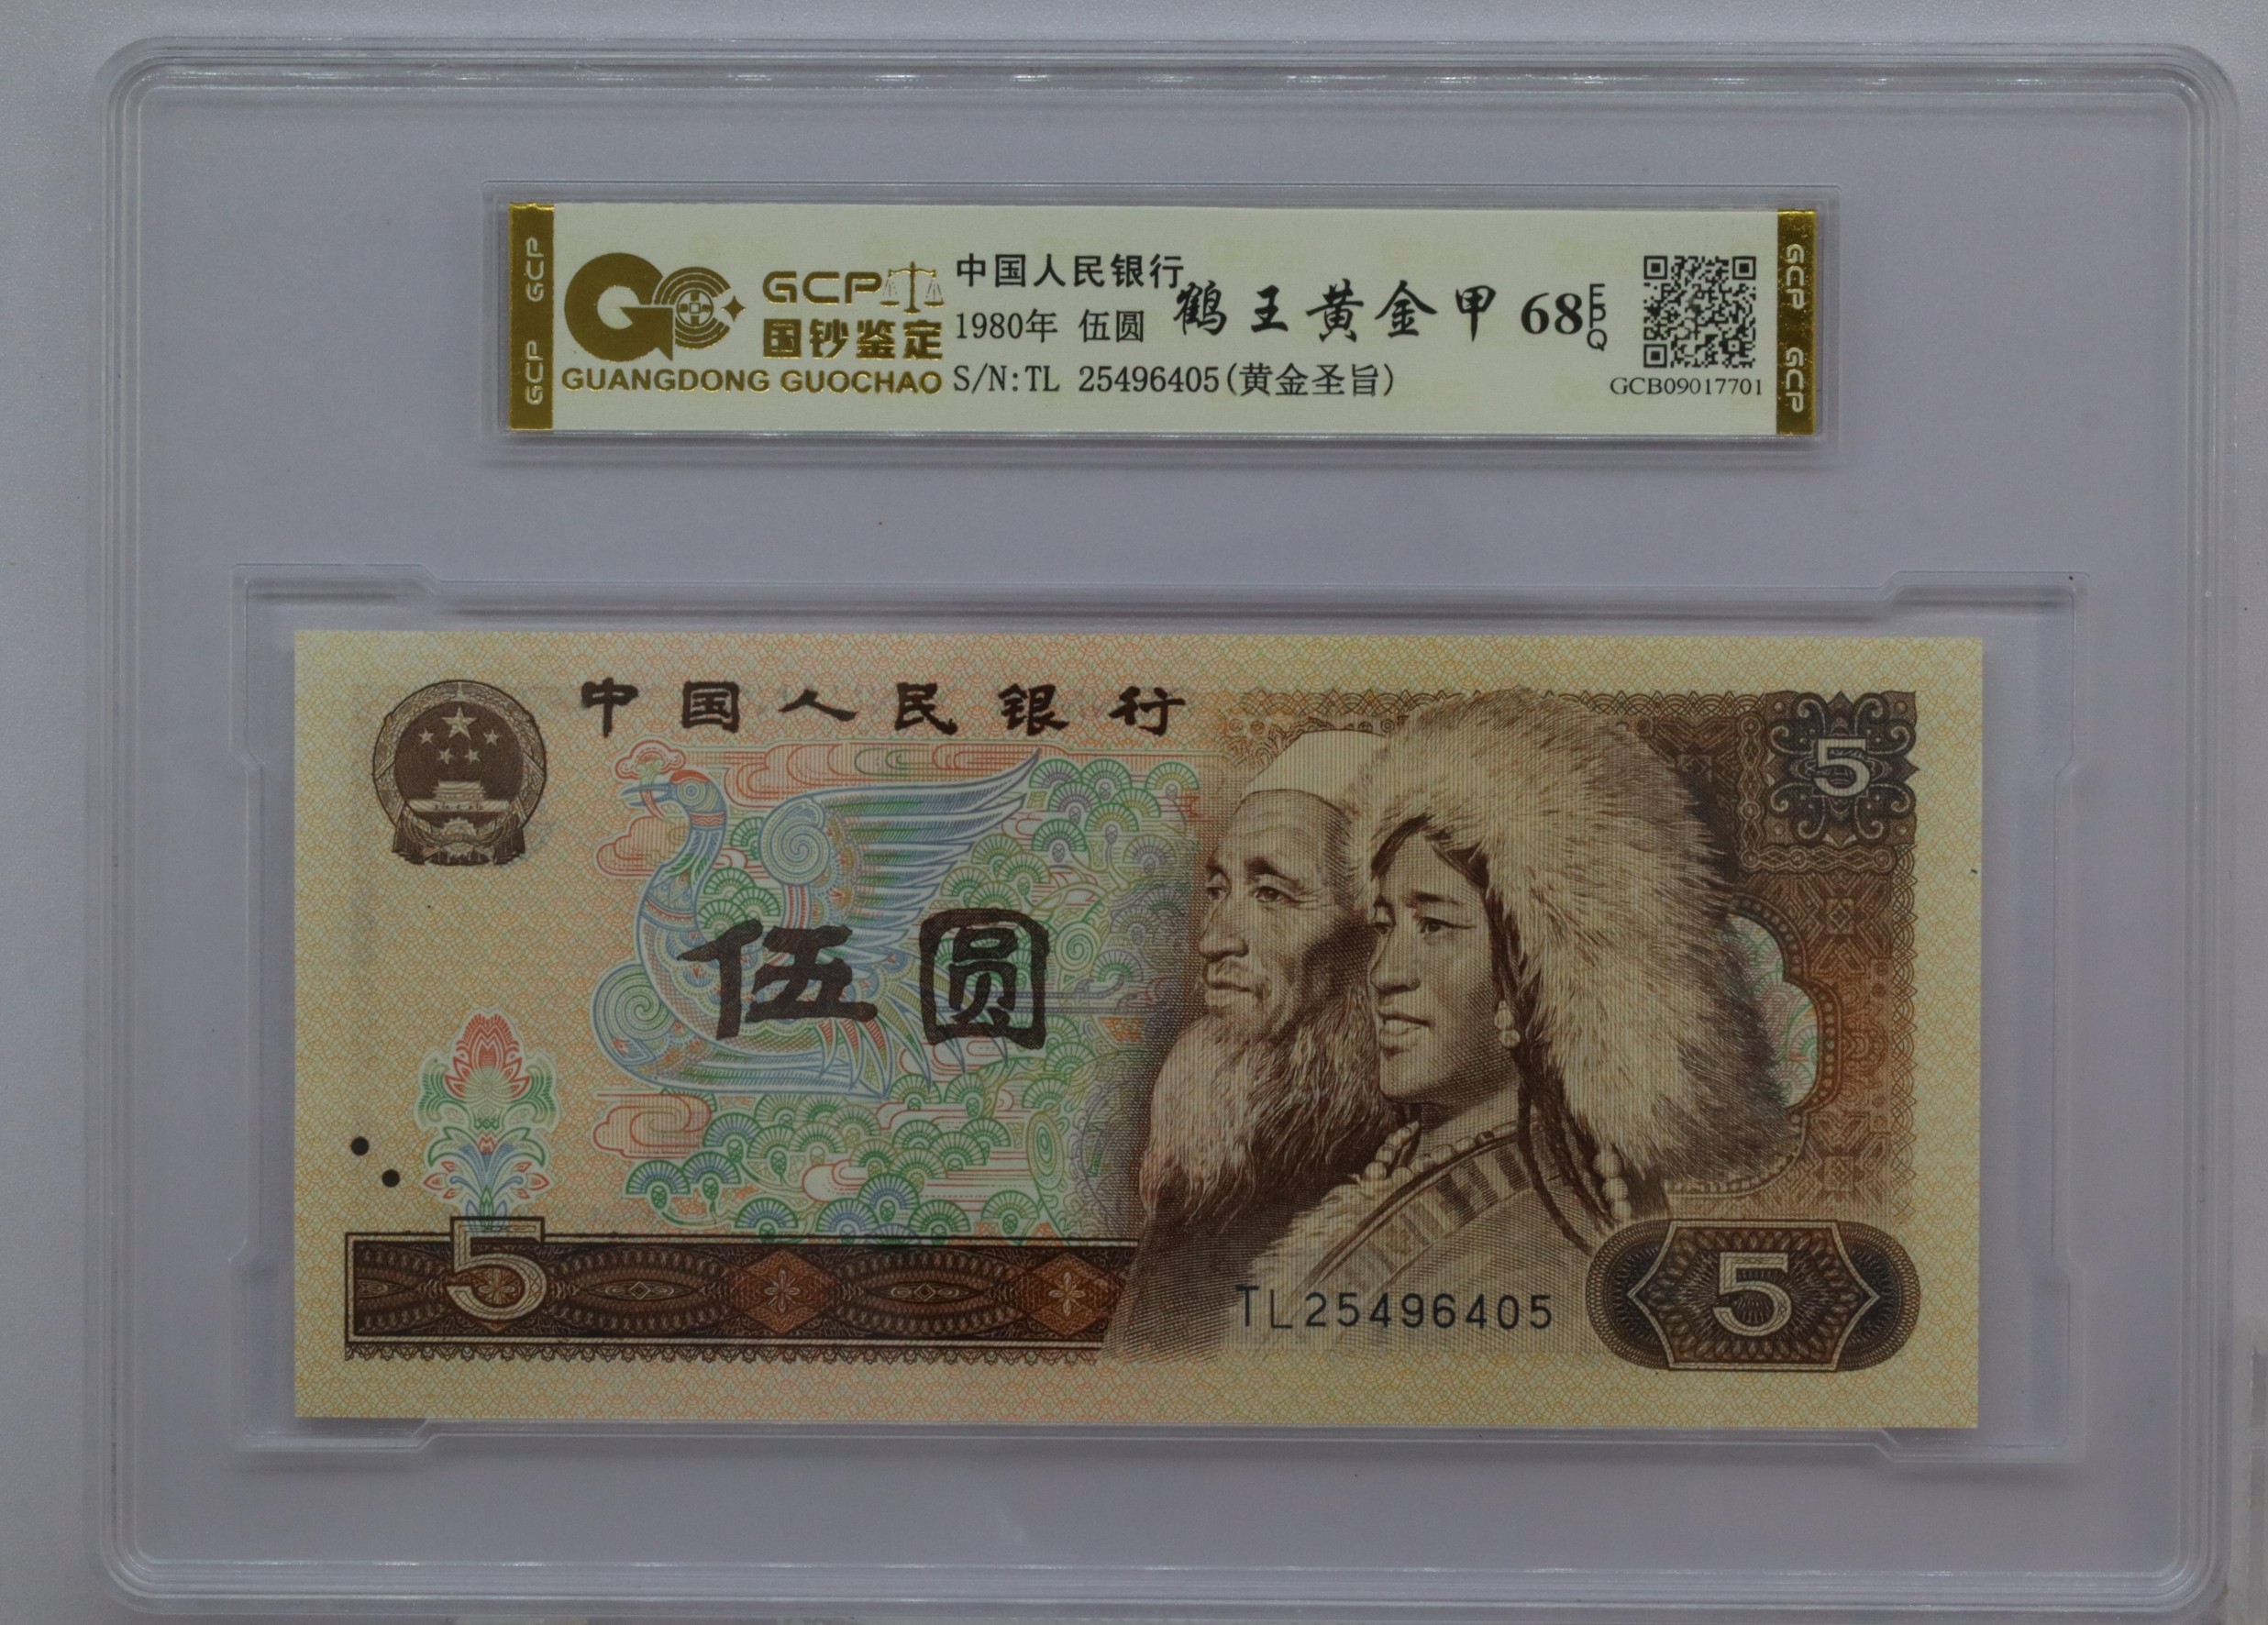 GCP
GCP
GCP
国钞鉴定
GUANGDONG GUOCHAO
中国人民银行
1980年 伍圆
S/N:TL 25496405(黄金圣旨)
鹤王黄金甲 68EPQ
GCB09017701
GCP
GCP
中国人民银行
5
伍圆
5
TL25496405
5